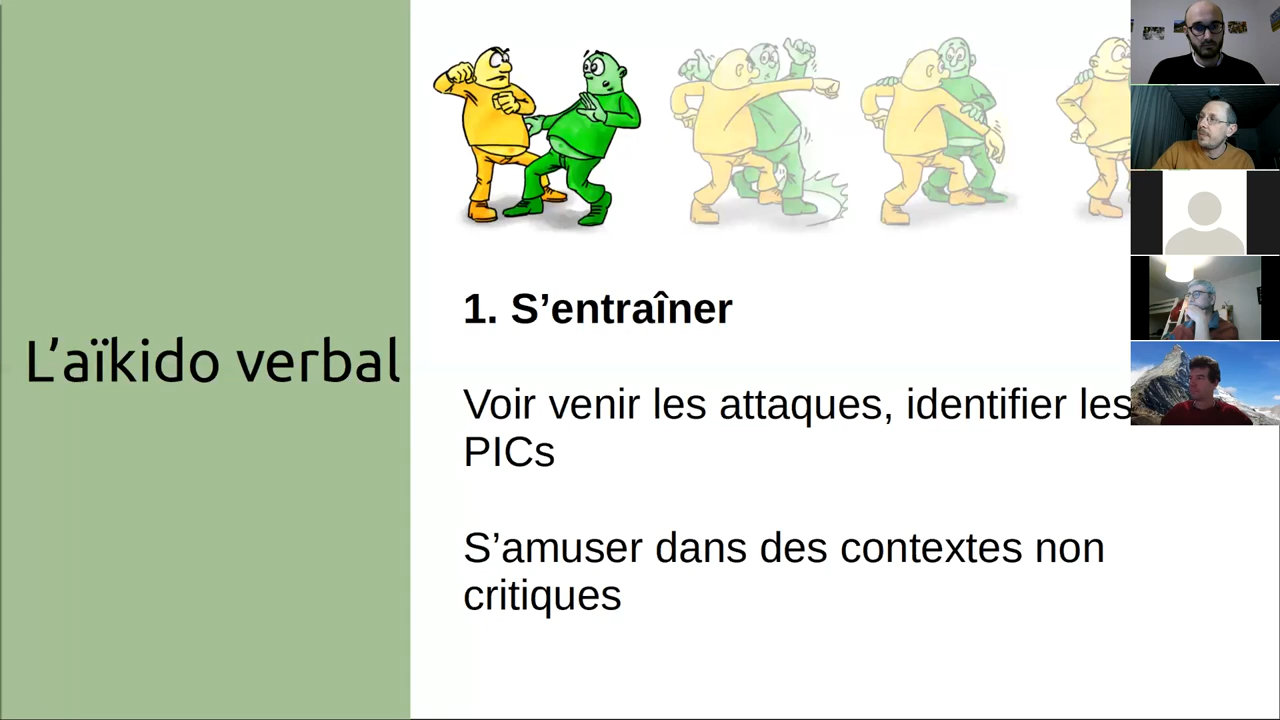 L’aïkido verbal
1. S’entraîner
Voir venir les attaques, identifier les
PICs
S’amuser dans des contextes non
critiques